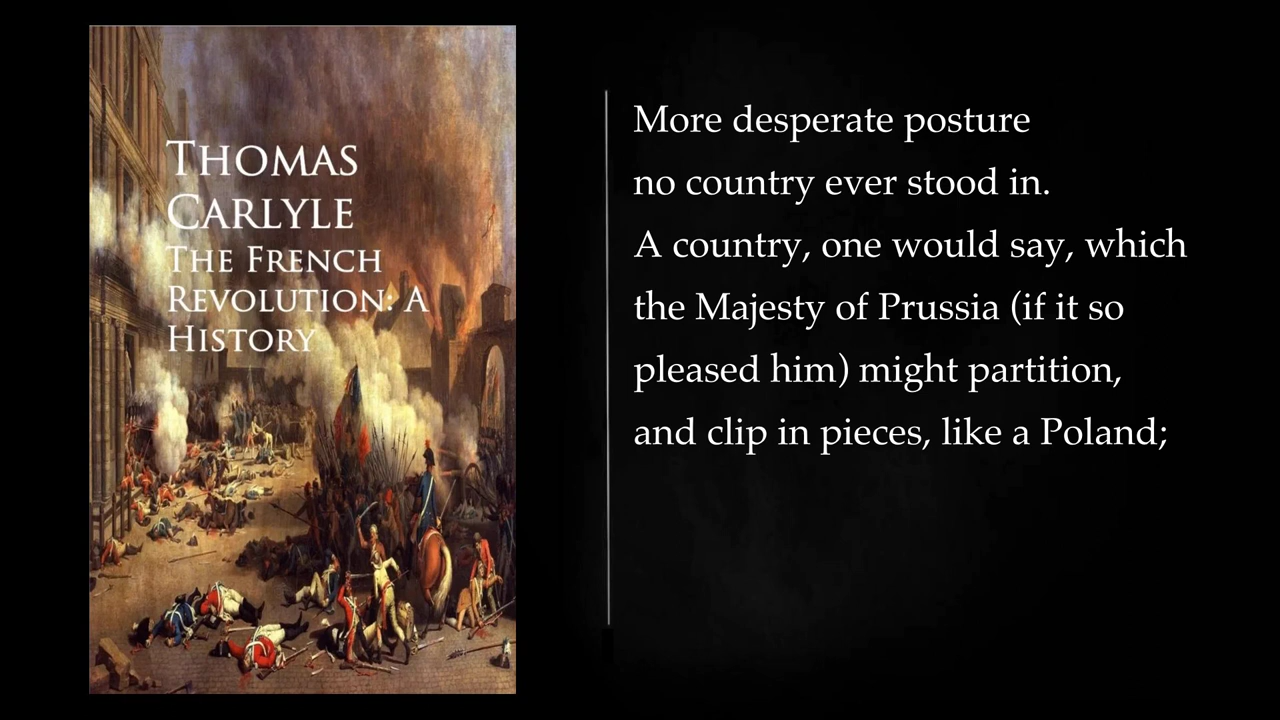 THOMAS
CARLYLE
THE FRENCH
REVOLUTION: A
HISTORY
More desperate posture
no country ever stood in.
A country, one would say, which
the Majesty of Prussia (if it so
pleased him) might partition,
and clip in pieces, like a Poland;